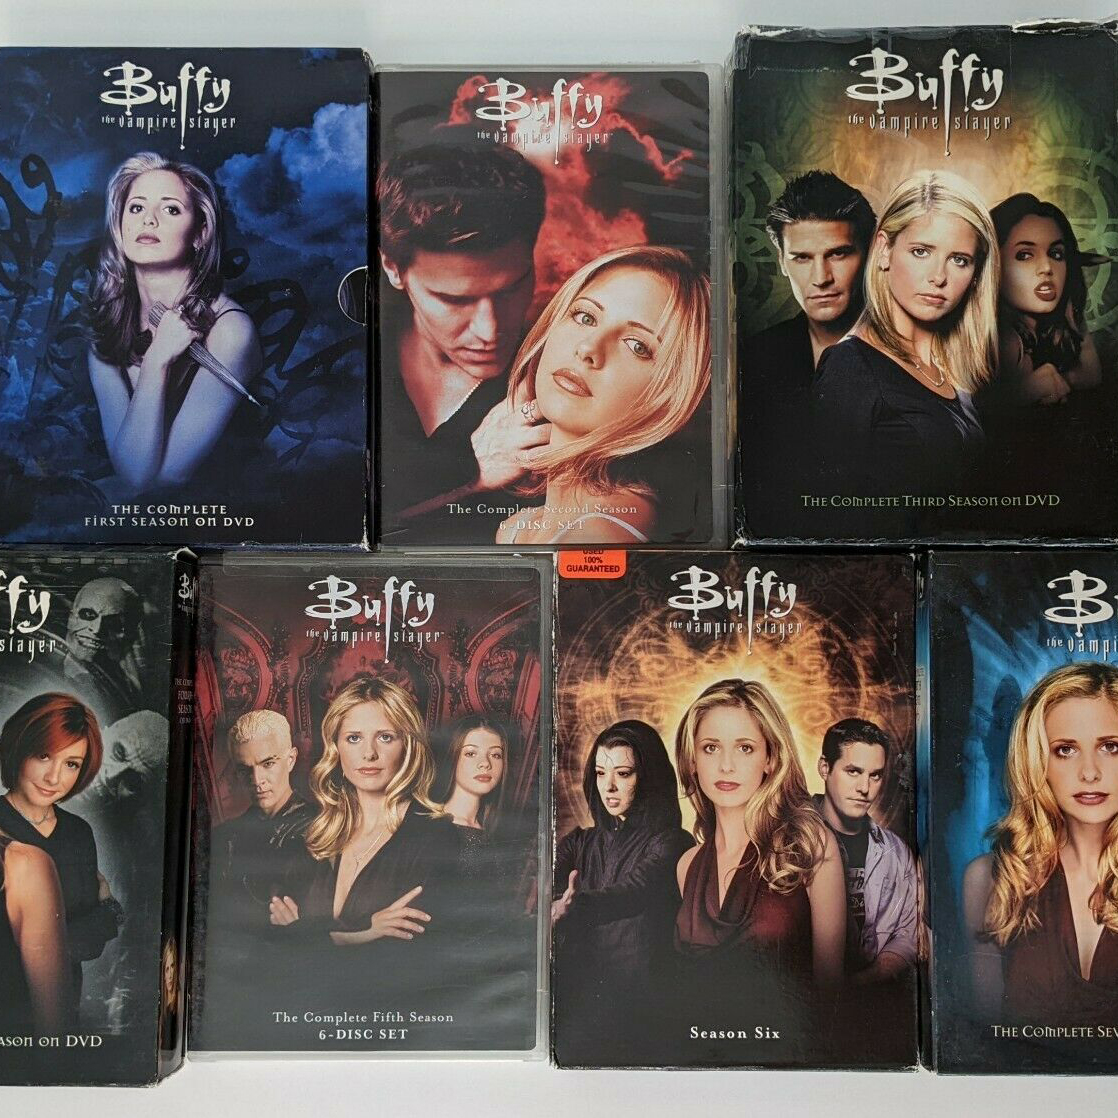 Buffy
the vampire slayer
THE COMPLETE
FIRST SEASON ON DVD
Buffy
the vampire slayer
The Complete Second Season
6-DISC SET
Buffy
the vampire slayer
THE COMPLETE THIRD SEASON ON DVD
ffy
slayer
ASON ON DVD
Buffy
the vampire slayer
The Complete Fifth Season
6-DISC SET
USED
100%
GUARANTEED
Buffy
the vampire slayer
Season Six
B
the vampi
THE COMPLETE SEV